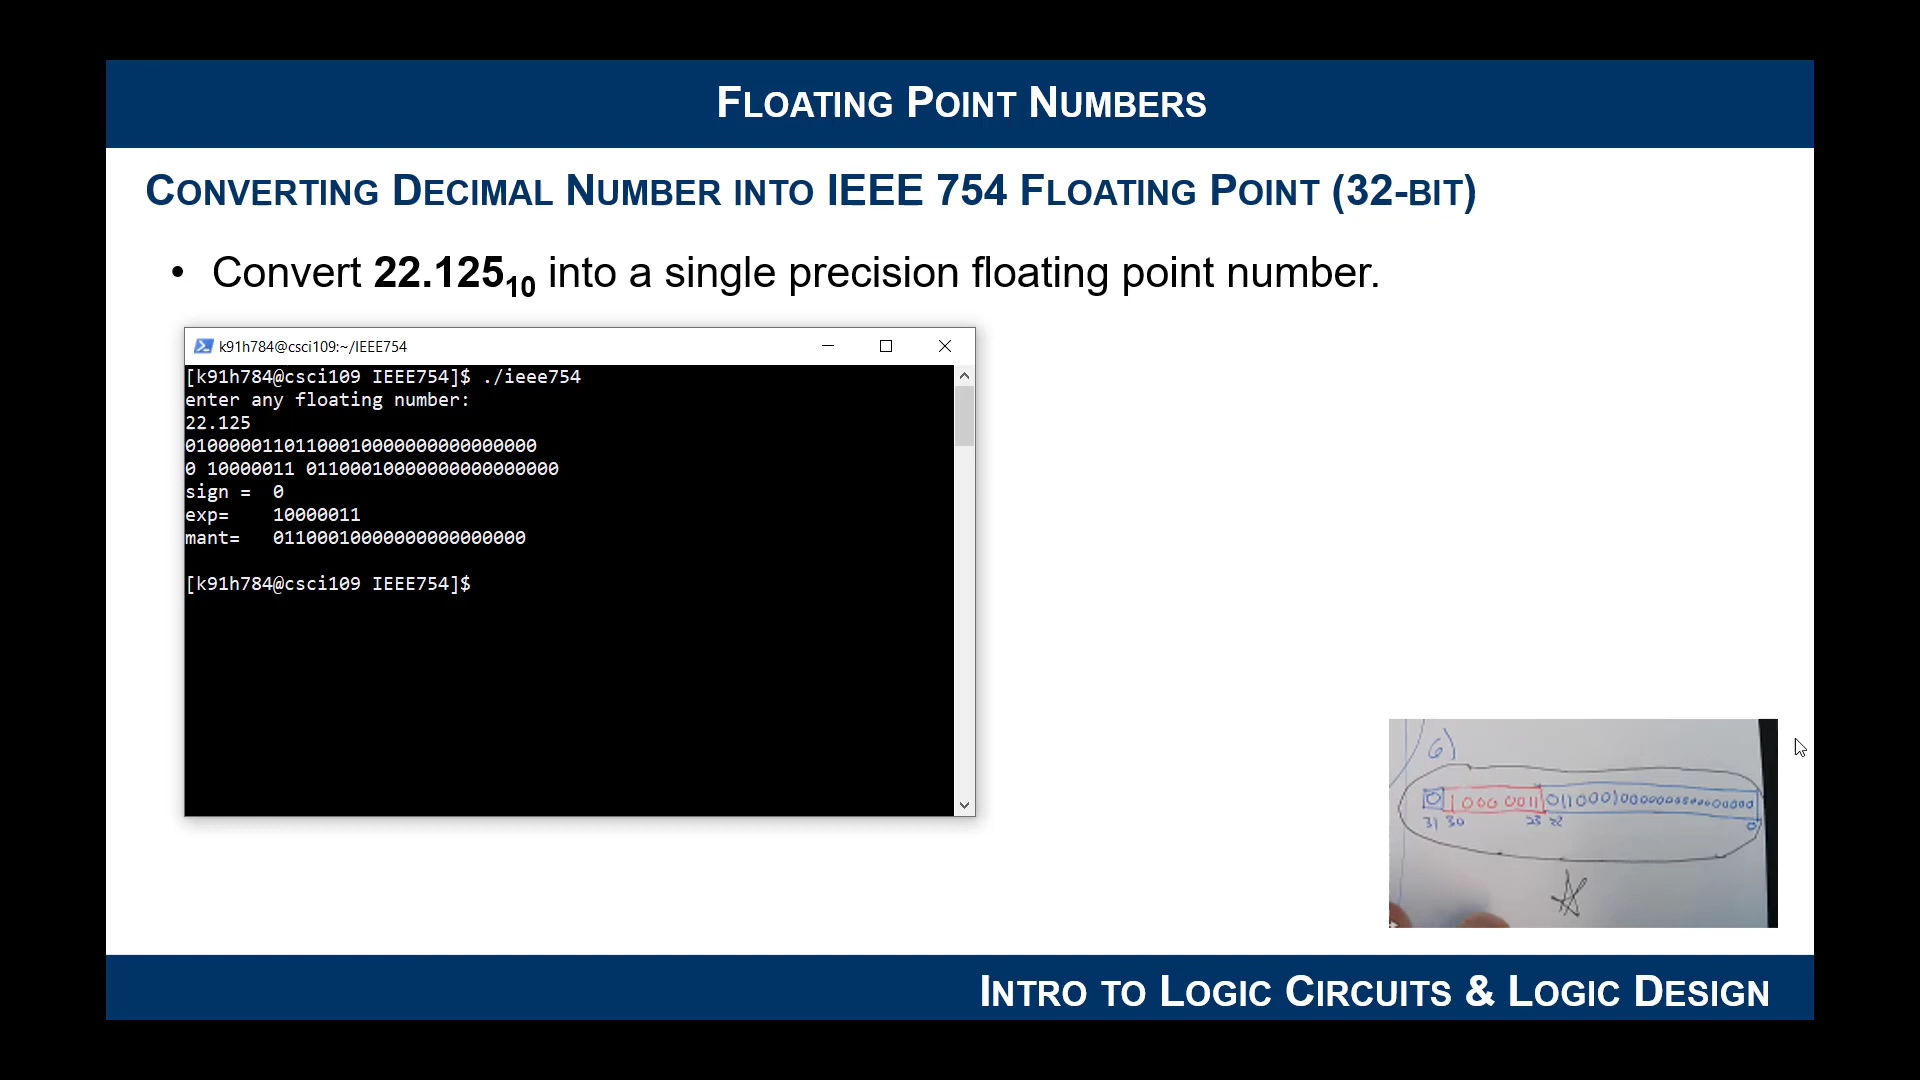 FLOATING POINT NUMBERS
CONVERTING DECIMAL NUMBER INTO IEEE 754 FLOATING POINT (32-BIT)
• Convert 22.125₁₀ into a single precision floating point number.
k91h784@csci109:~/IEEE754
[k91h784@csci109 IEEE754]$ ./ieee754
enter any floating number:
22.125
01000001101100010000000000000000
0 10000011 01100010000000000000000
sign = 0
exp= 10000011
mant= 01100010000000000000000
[k91h784@csci109 IEEE754]$
6)
0 1000 0011
31 30 23 22 0
INTRO TO LOGIC CIRCUITS & LOGIC DESIGN